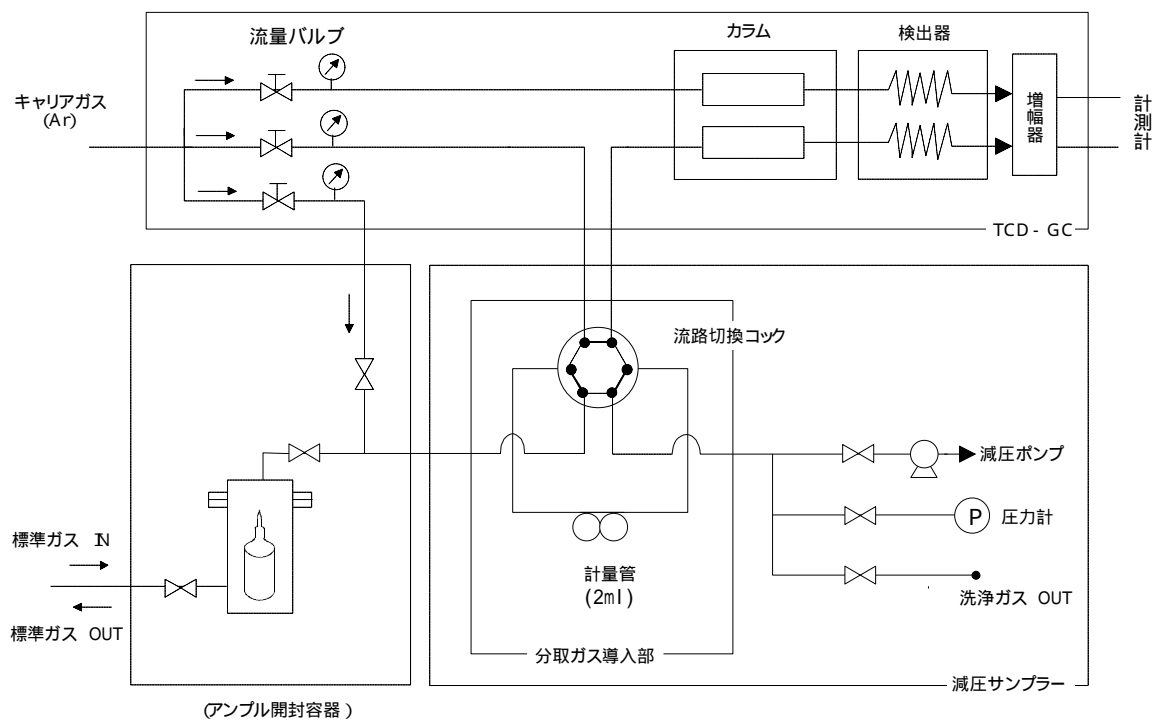 流量バルブ
カラム
検出器
キャリアガス
(Ar)
増幅器
計測計
TCD - GC
流路切換コック
減圧ポンプ
P
圧力計
標準ガス IN
計量管
(2ml)
洗浄ガス OUT
標準ガス OUT
分取ガス導入部
減圧サンプラー
(アンプル開封容器)